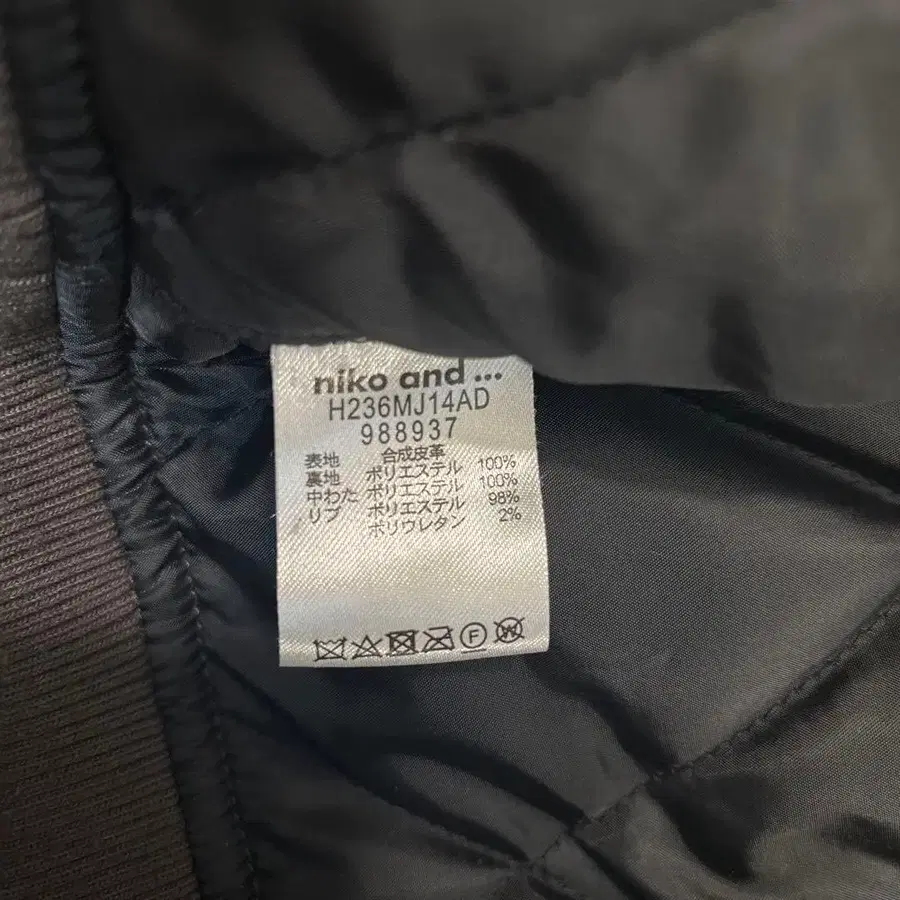 niko and ...
H236MJ14AD
988937
表地 合成皮革
裏地 ポリエステル 100%
中わた ポリエステル 100%
リブ ポリエステル 98%
ポリウレタン 2%
F
W